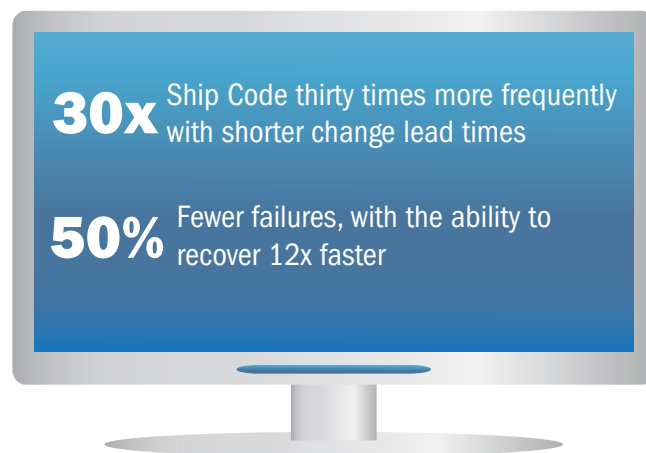 30x Ship Code thirty times more frequently
with shorter change lead times
50% Fewer failures, with the ability to
recover 12x faster